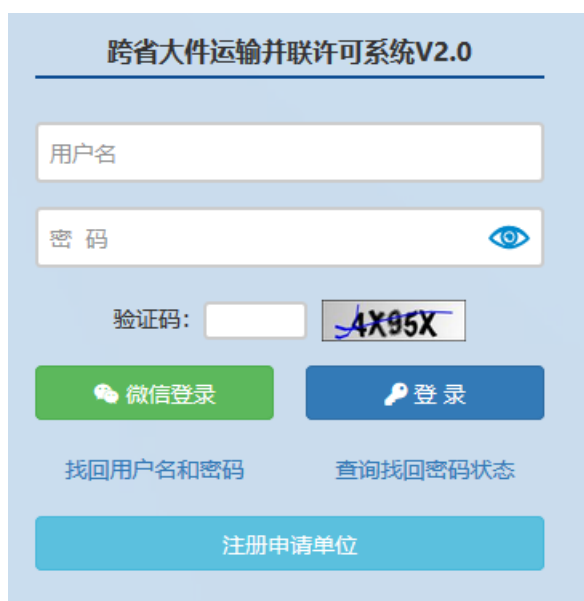 跨省大件运输并联许可系统V2.0
用户名
密 码
验证码: 4X95X
微信登录 登 录
找回用户名和密码 查询找回密码状态
注册申请单位